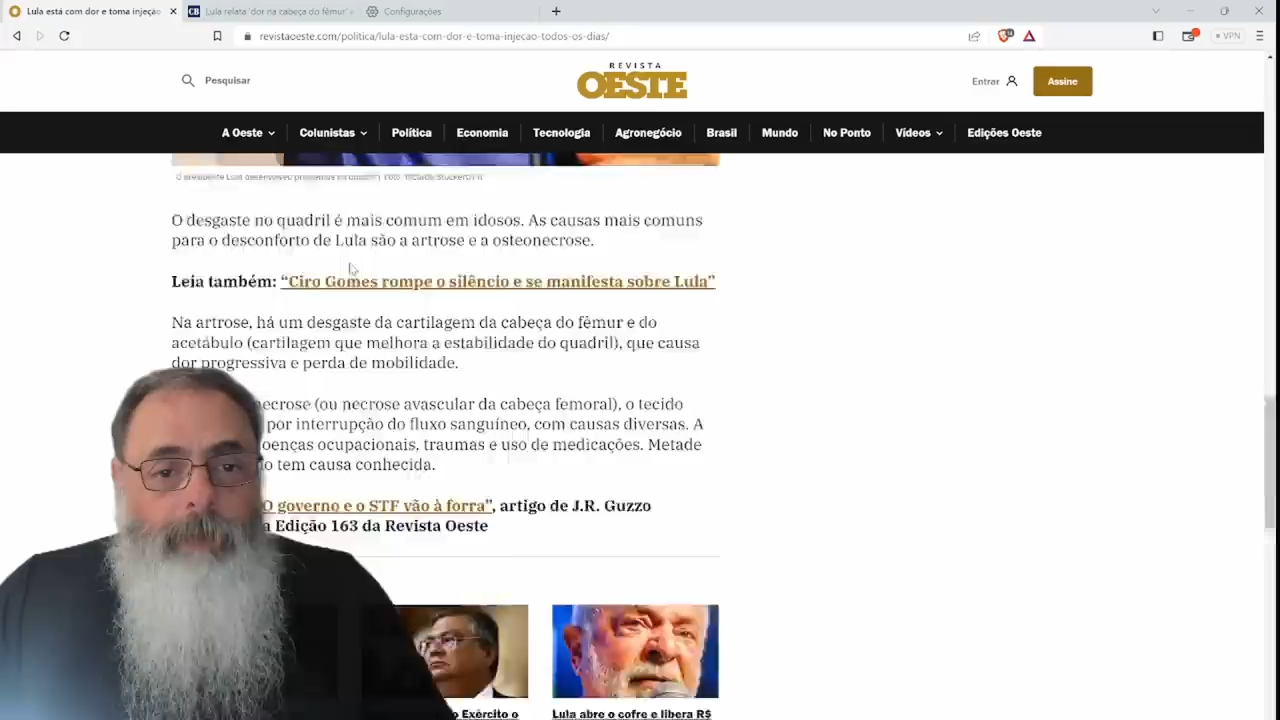 Lula está com dor e toma injeção
Lula relata 'dor na cabeça do fêmur' e
Configurações
revistaoeste.com/politica/lula-esta-com-dor-e-toma-injecao-todos-os-dias/
VPN
Pesquisar
REVISTA
OESTE
Entrar
Assine
A Oeste
Colunistas
Política
Economia
Tecnologia
Agronegócio
Brasil
Mundo
No Ponto
Vídeos
Edições Oeste
O desgaste no quadril é mais comum em idosos. As causas mais comuns
para o desconforto de Lula são a artrose e a osteonecrose.
Leia também: “Ciro Gomes rompe o silêncio e se manifesta sobre Lula”
Na artrose, há um desgaste da cartilagem da cabeça do fêmur e do
acetábulo (cartilagem que melhora a estabilidade do quadril), que causa
dor progressiva e perda de mobilidade.
ecrose (ou necrose avascular da cabeça femoral), o tecido
por interrupção do fluxo sanguíneo, com causas diversas. A
oenças ocupacionais, traumas e uso de medicações. Metade
o tem causa conhecida.
O governo e o STF vão à forra”, artigo de J.R. Guzzo
a Edição 163 da Revista Oeste
o Exército o
Lula abre o cofre e libera R$